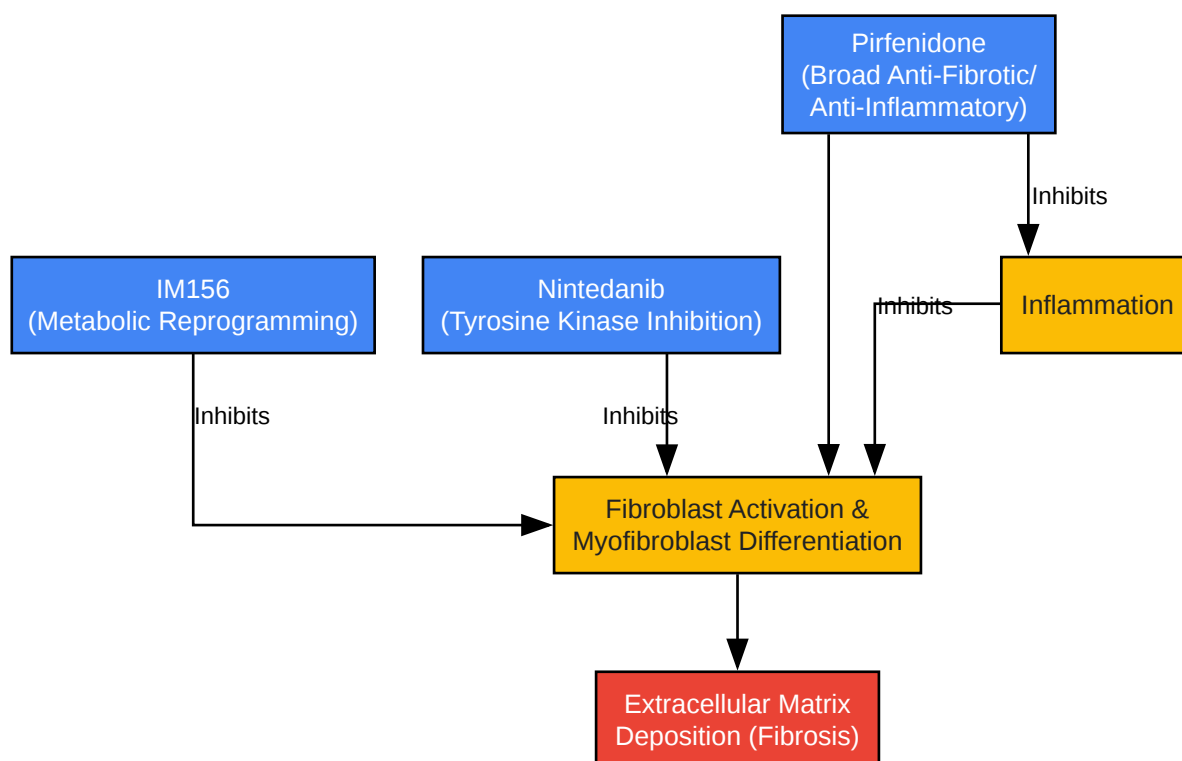 Pirfenidone
(Broad Anti-Fibrotic/
Anti-Inflammatory)
Inhibits
IM156
(Metabolic Reprogramming)
Nintedanib
(Tyrosine Kinase Inhibition)
Inflammation
Inhibits
Inhibits
Inhibits
Fibroblast Activation &
Myofibroblast Differentiation
Extracellular Matrix
Deposition (Fibrosis)